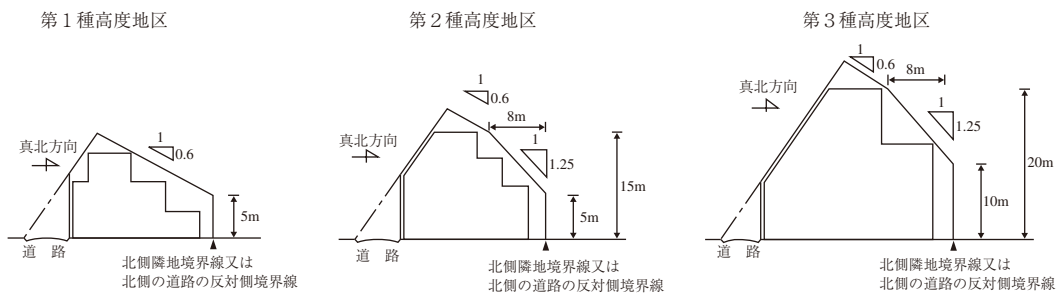 第1種高度地区
真北方向
1
0.6
5m
道 路
北側隣地境界線又は
北側の道路の反対側境界線
第2種高度地区
1
0.6
8m
真北方向
1
1.25
15m
5m
道 路
北側隣地境界線又は
北側の道路の反対側境界線
第3種高度地区
1
0.6
8m
真北方向
1
1.25
20m
10m
道 路
北側隣地境界線又は
北側の道路の反対側境界線